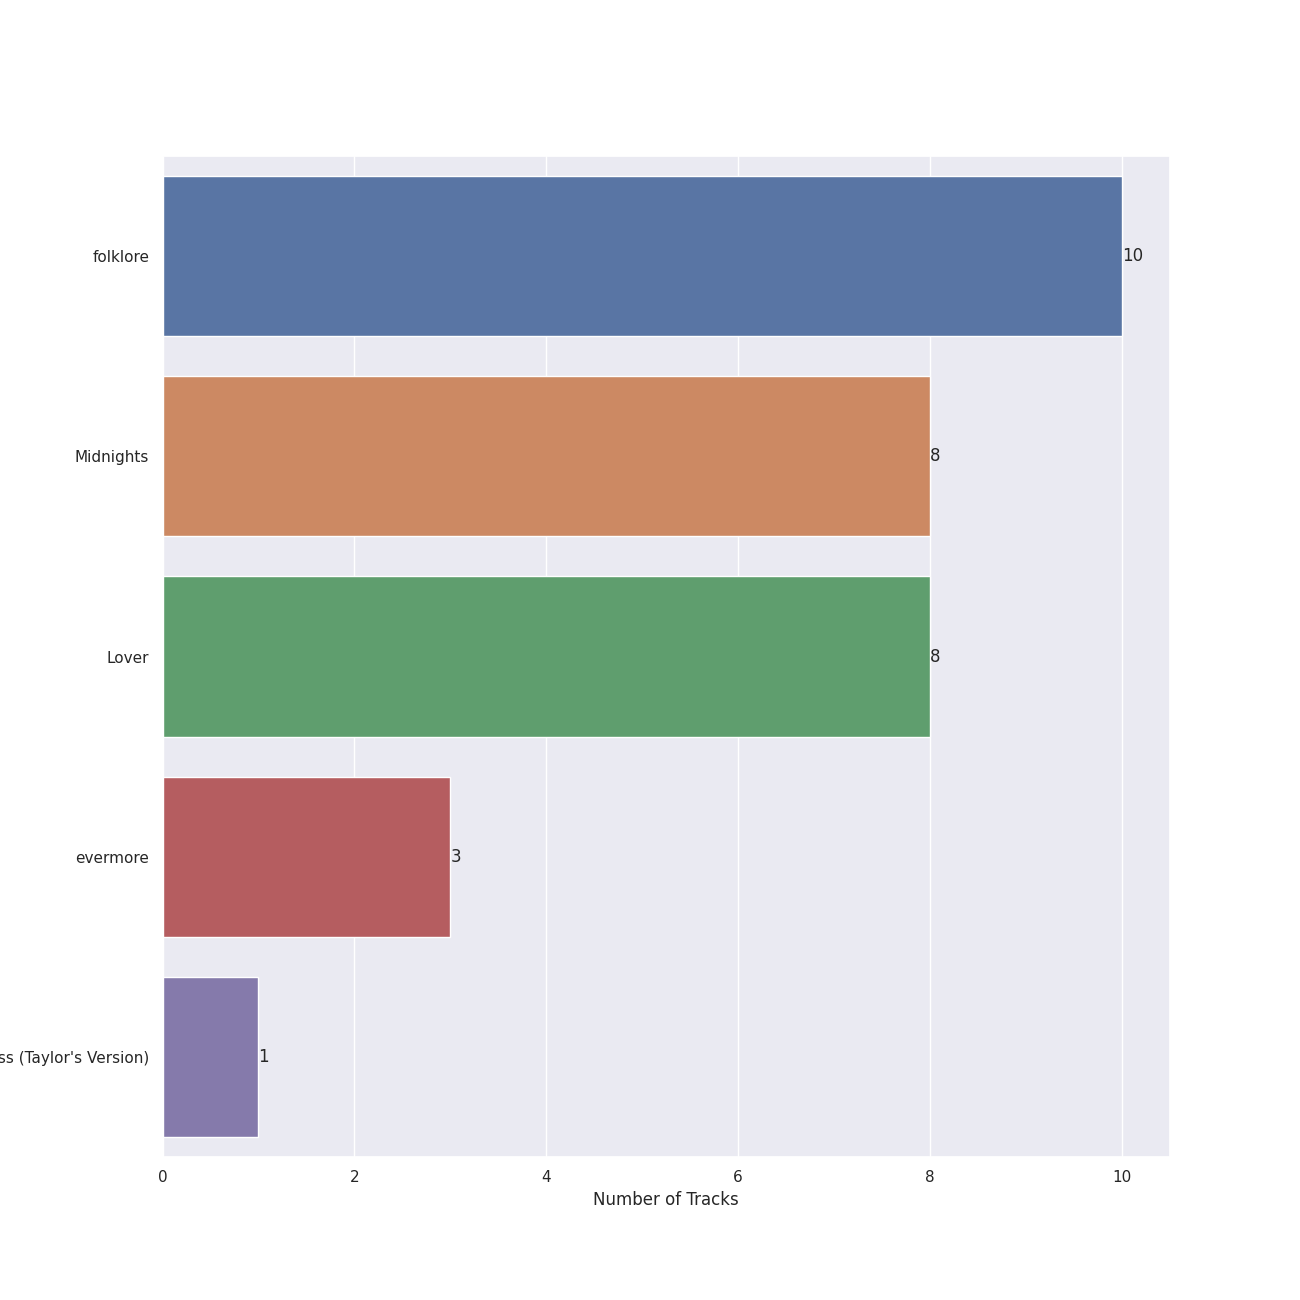 folklore
10
Midnights
8
Lover
8
evermore
3
(Taylor's Version)
1
0 2 4 6 8 10
Number of Tracks